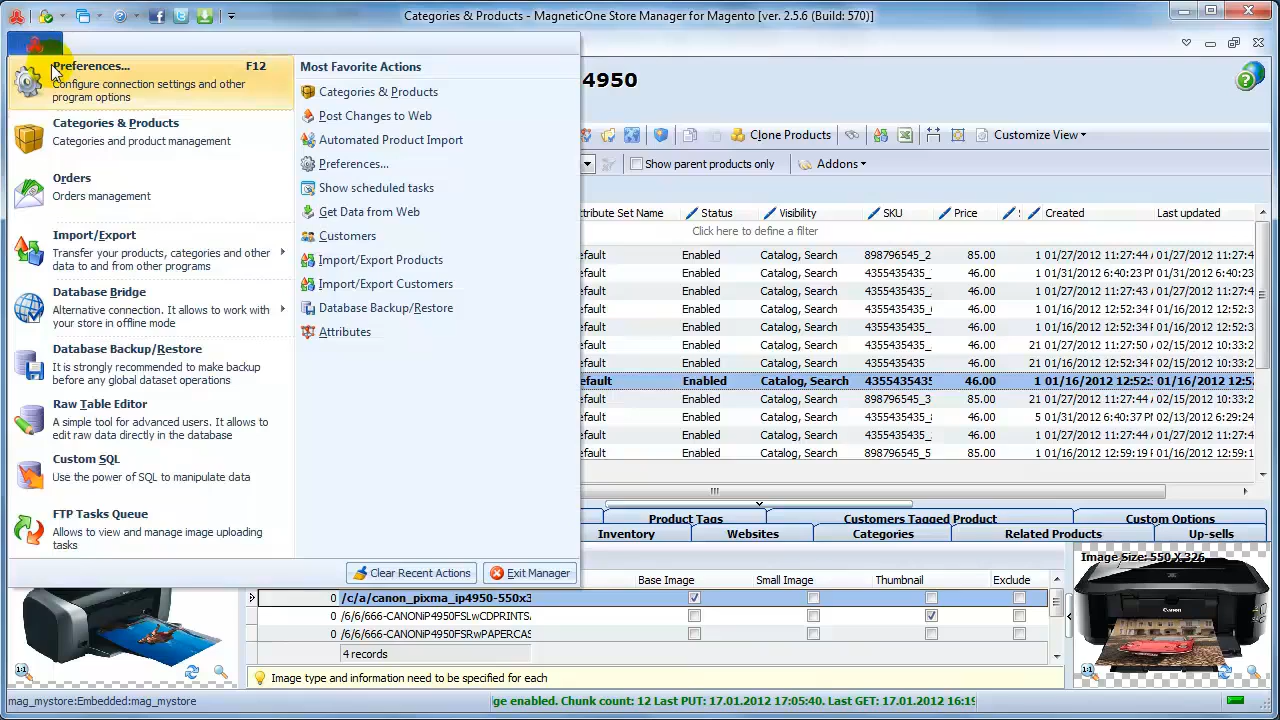 Categories & Products - MagneticOne Store Manager for Magento [ver. 2.5.6 (Build: 570)]
Preferences... F12
Configure connection settings and other
program options
Categories & Products
Categories and product management
Orders
Orders management
Import/Export
Transfer your products, categories and other
data to and from other programs
Database Bridge
Alternative connection. It allows to work with
your store in offline mode
Database Backup/Restore
It is strongly recommended to make backup
before any global dataset operations
Raw Table Editor
A simple tool for advanced users. It allows to
edit raw data directly in the database
Custom SQL
Use the power of SQL to manipulate data
FTP Tasks Queue
Allows to view and manage image uploading
tasks
Most Favorite Actions
Categories & Products
Post Changes to Web
Automated Product Import
Preferences...
Show scheduled tasks
Get Data from Web
Customers
Import/Export Products
Import/Export Customers
Database Backup/Restore
Attributes
Clear Recent Actions Exit Manager
4950
Clone Products Customize View
Show parent products only Addons
ttribute Set Name Status Visibility SKU Price Created Last updated
Click here to define a filter
efault Enabled Catalog, Search 898796545_2 85.00 1 01/27/2012 11:27:44 01/27/2012 11:27:4
efault Enabled Catalog, Search 4355435435_ 46.00 1 01/31/2012 6:40:23 01/31/2012 6:40:2
efault Enabled Catalog, Search 4355435435_ 46.00 1 01/27/2012 11:27:43 01/27/2012 11:27:4
efault Enabled Catalog, Search 4355435435_ 46.00 1 01/16/2012 12:52:34 01/16/2012 12:52:3
efault Enabled Catalog, Search 4355435435_ 46.00 1 01/16/2012 12:52:34 01/16/2012 12:52:3
efault Enabled Catalog, Search 4355435435_ 46.00 21 01/27/2012 11:27:50 02/15/2012 10:33:2
efault Enabled Catalog, Search 4355435435 46.00 21 01/16/2012 12:52:34 02/15/2012 10:33:2
efault Enabled Catalog, Search 4355435435 46.00 1 01/16/2012 12:52: 01/16/2012 12:5
efault Enabled Catalog, Search 898796545_3 85.00 21 01/27/2012 11:27:44 02/15/2012 10:33:2
efault Enabled Catalog, Search 4355435435_ 46.00 5 01/31/2012 6:40:37 02/13/2012 6:29:24
efault Enabled Catalog, Search 4355435435_ 46.00 1 01/27/2012 11:27:44 01/27/2012 11:27:4
efault Enabled Catalog, Search 898796545_5 85.00 1 01/16/2012 12:59:19 01/16/2012 12:59:1
Product Tags Customers Tagged Product Custom Options
Inventory Websites Categories Related Products Up-sells
Base Image Small Image Thumbnail Exclude
0 /c/a/canon_pixma_ip4950-550x3
0 /6/6/666-CANONiP4950FSLwCDPRINTS
0 /6/6/666-CANONiP4950FSRwPAPERCAS
4 records
Image type and information need to be specified for each
Image Size: 550 X 326
Canon
1:1
1:1
mag_mystore:Embedded:mag_mystore
ge enabled. Chunk count: 12 Last PUT: 17.01.2012 17:05:40. Last GET: 17.01.2012 16:19